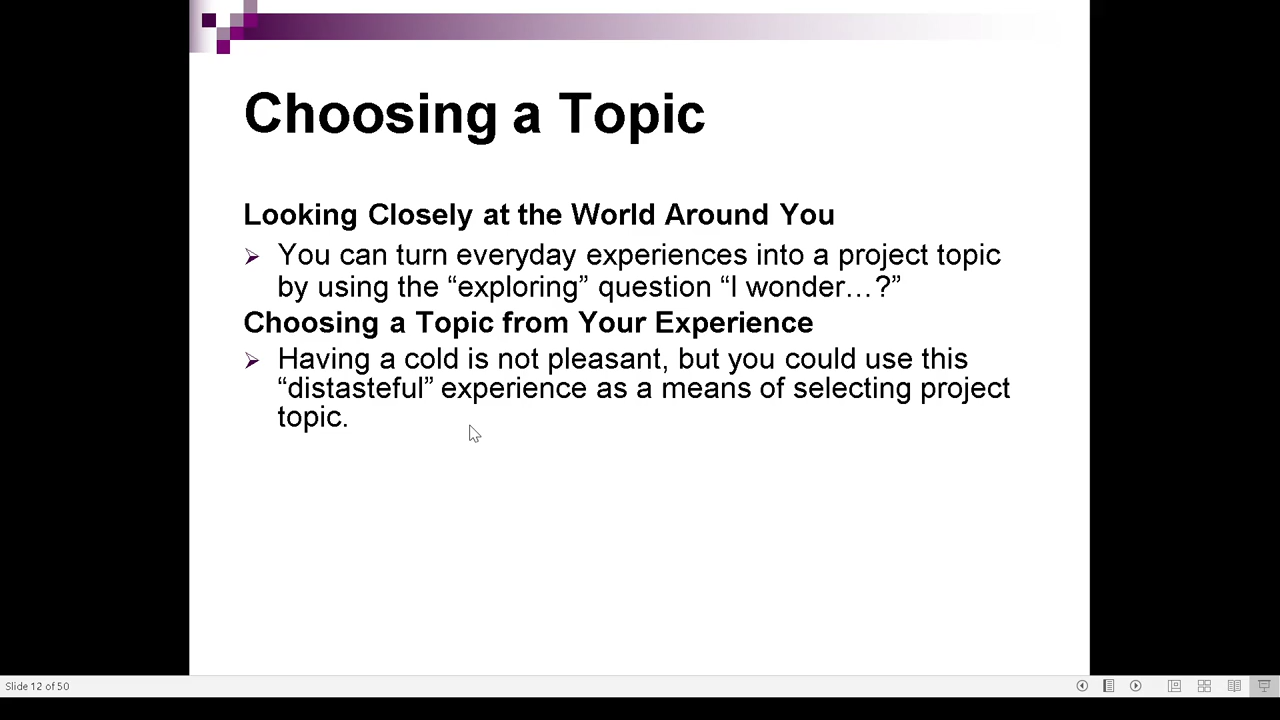 Choosing a Topic
Looking Closely at the World Around You
You can turn everyday experiences into a project topic
by using the “exploring” question “I wonder…?”
Choosing a Topic from Your Experience
Having a cold is not pleasant, but you could use this
“distasteful” experience as a means of selecting project
topic.
Slide 12 of 50